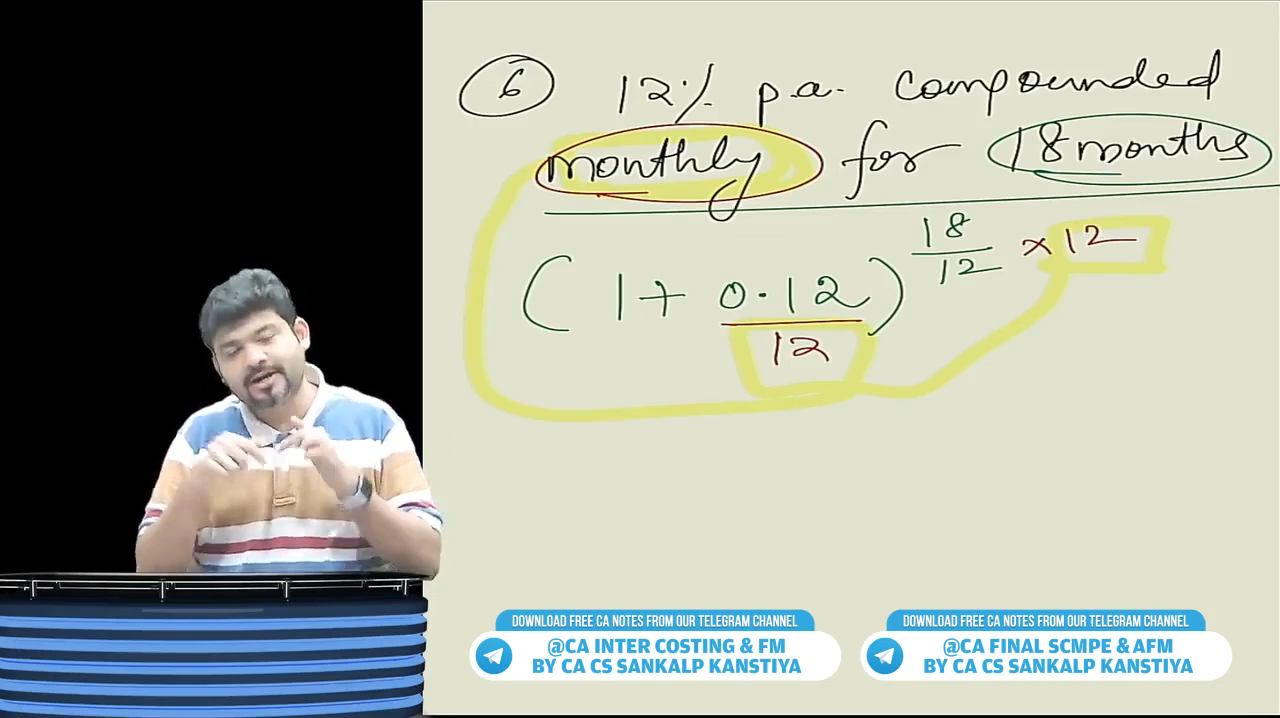 6 12% p.a. compounded
monthly for 18 months
(1+ 0.12/12)^18/12 × 12
DOWNLOAD FREE CA NOTES FROM OUR TELEGRAM CHANNEL
@CA INTER COSTING & FM
BY CA CS SANKALP KANSTIYA
DOWNLOAD FREE CA NOTES FROM OUR TELEGRAM CHANNEL
@CA FINAL SCMPE & AFM
BY CA CS SANKALP KANSTIYA